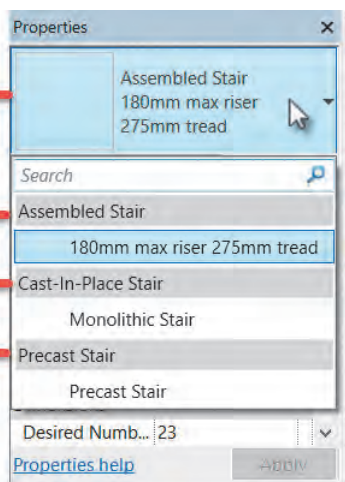 Properties
Assembled Stair
180mm max riser
275mm tread
Search
Assembled Stair
180mm max riser 275mm tread
Cast-In-Place Stair
Monolithic Stair
Precast Stair
Precast Stair
Desired Numb... 23
Properties help
Apply